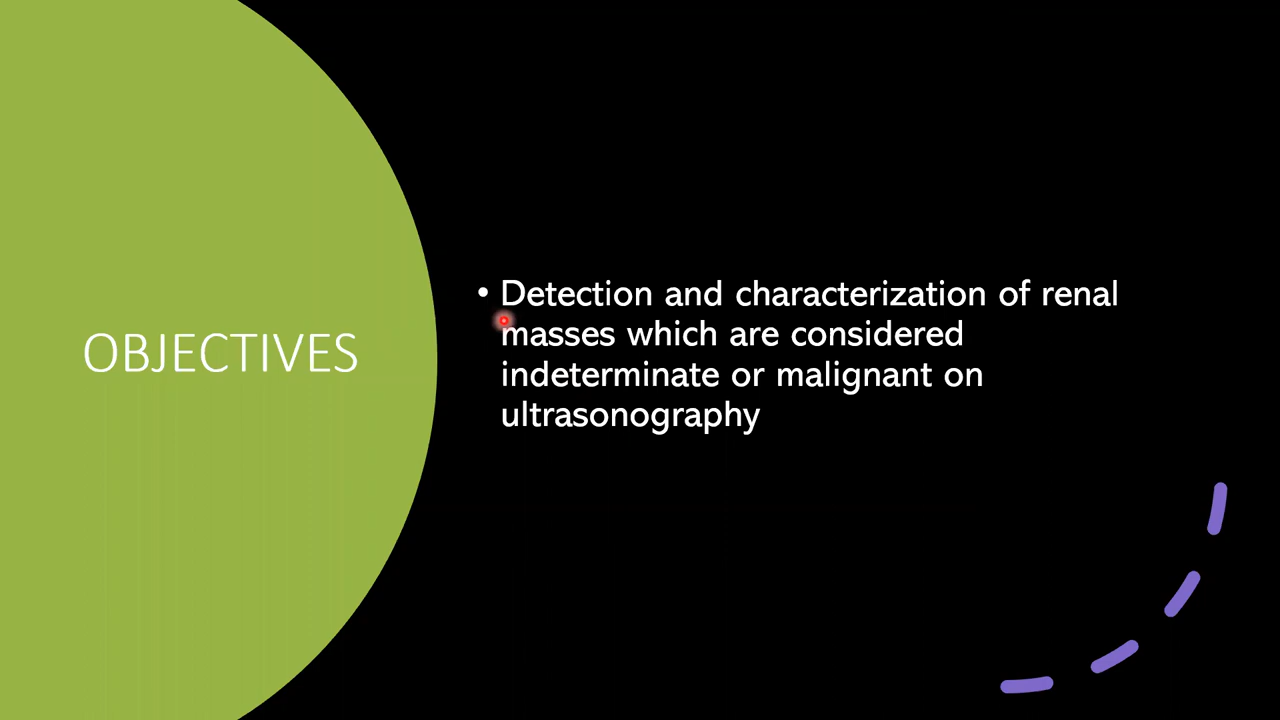 OBJECTIVES
• Detection and characterization of renal
masses which are considered
indeterminate or malignant on
ultrasonography